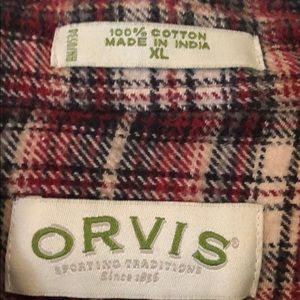 100% COTTON
MADE IN INDIA
XL
ORVIS®
SPORTING TRADITIONS
Since 1856